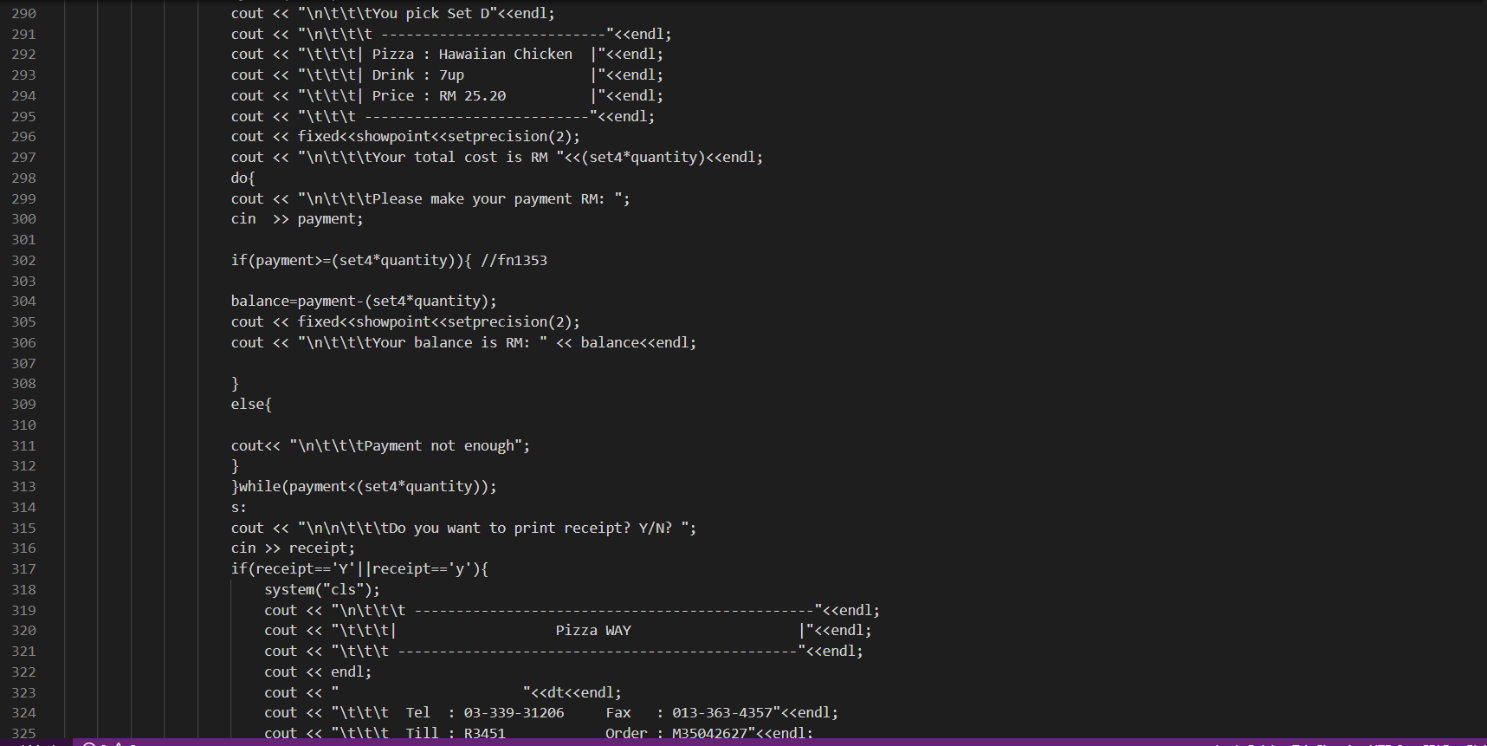 290 cout << "\n\t\t\tYou pick Set D"<<endl;
291 cout << "\n\t\t\t ---------------------------"<<endl;
292 cout << "\t\t\t| Pizza : Hawaiian Chicken  |"<<endl;
293 cout << "\t\t\t| Drink : 7up               |"<<endl;
294 cout << "\t\t\t| Price : RM 25.20          |"<<endl;
295 cout << "\t\t\t ---------------------------"<<endl;
296 cout << fixed<<showpoint<<setprecision(2);
297 cout << "\n\t\t\tYour total cost is RM "<<(set4*quantity)<<endl;
298 do{
299 cout << "\n\t\t\tPlease make your payment RM: ";
300 cin  >> payment;
301
302 if(payment>=(set4*quantity)){ //fn1353
303
304 balance=payment-(set4*quantity);
305 cout << fixed<<showpoint<<setprecision(2);
306 cout << "\n\t\t\tYour balance is RM: " << balance<<endl;
307
308 }
309 else{
310
311 cout<< "\n\t\t\tPayment not enough";
312 }
313 }while(payment<(set4*quantity));
314 s:
315 cout << "\n\n\t\t\tDo you want to print receipt? Y/N? ";
316 cin >> receipt;
317 if(receipt=='Y'||receipt=='y'){
318     system("cls");
319     cout << "\n\t\t\t ------------------------------------------------"<<endl;
320     cout << "\t\t\t|                   Pizza WAY                    |"<<endl;
321     cout << "\t\t\t ------------------------------------------------"<<endl;
322     cout << endl;
323     cout << "                      "<<dt<<endl;
324     cout << "\t\t\t  Tel  : 03-339-31206     Fax   : 013-363-4357"<<endl;
325     cout << "\t\t\t  Till : R3451            Order : M35042627"<<endl;